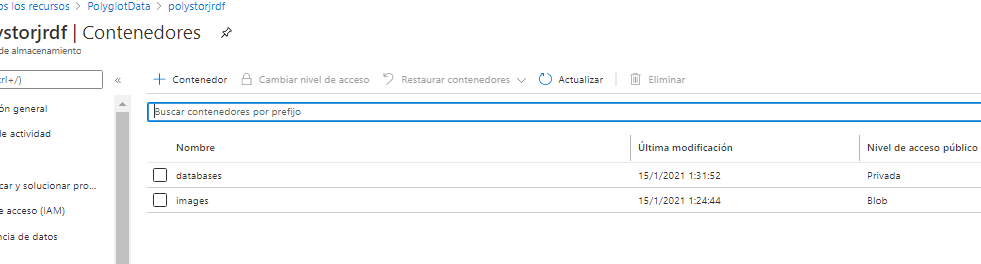 os los recursos > PolyglotData > polystorjrdf
ystorjrdf | Contenedores
de almacenamiento
trl+/) «
+ Contenedor Cambiar nivel de acceso Restaurar contenedores Actualizar Eliminar
ón general
de actividad
car y solucionar pro...
e acceso (IAM)
ncia de datos
Buscar contenedores por prefijo
Nombre Última modificación Nivel de acceso público
databases 15/1/2021 1:31:52 Privada
images 15/1/2021 1:24:44 Blob